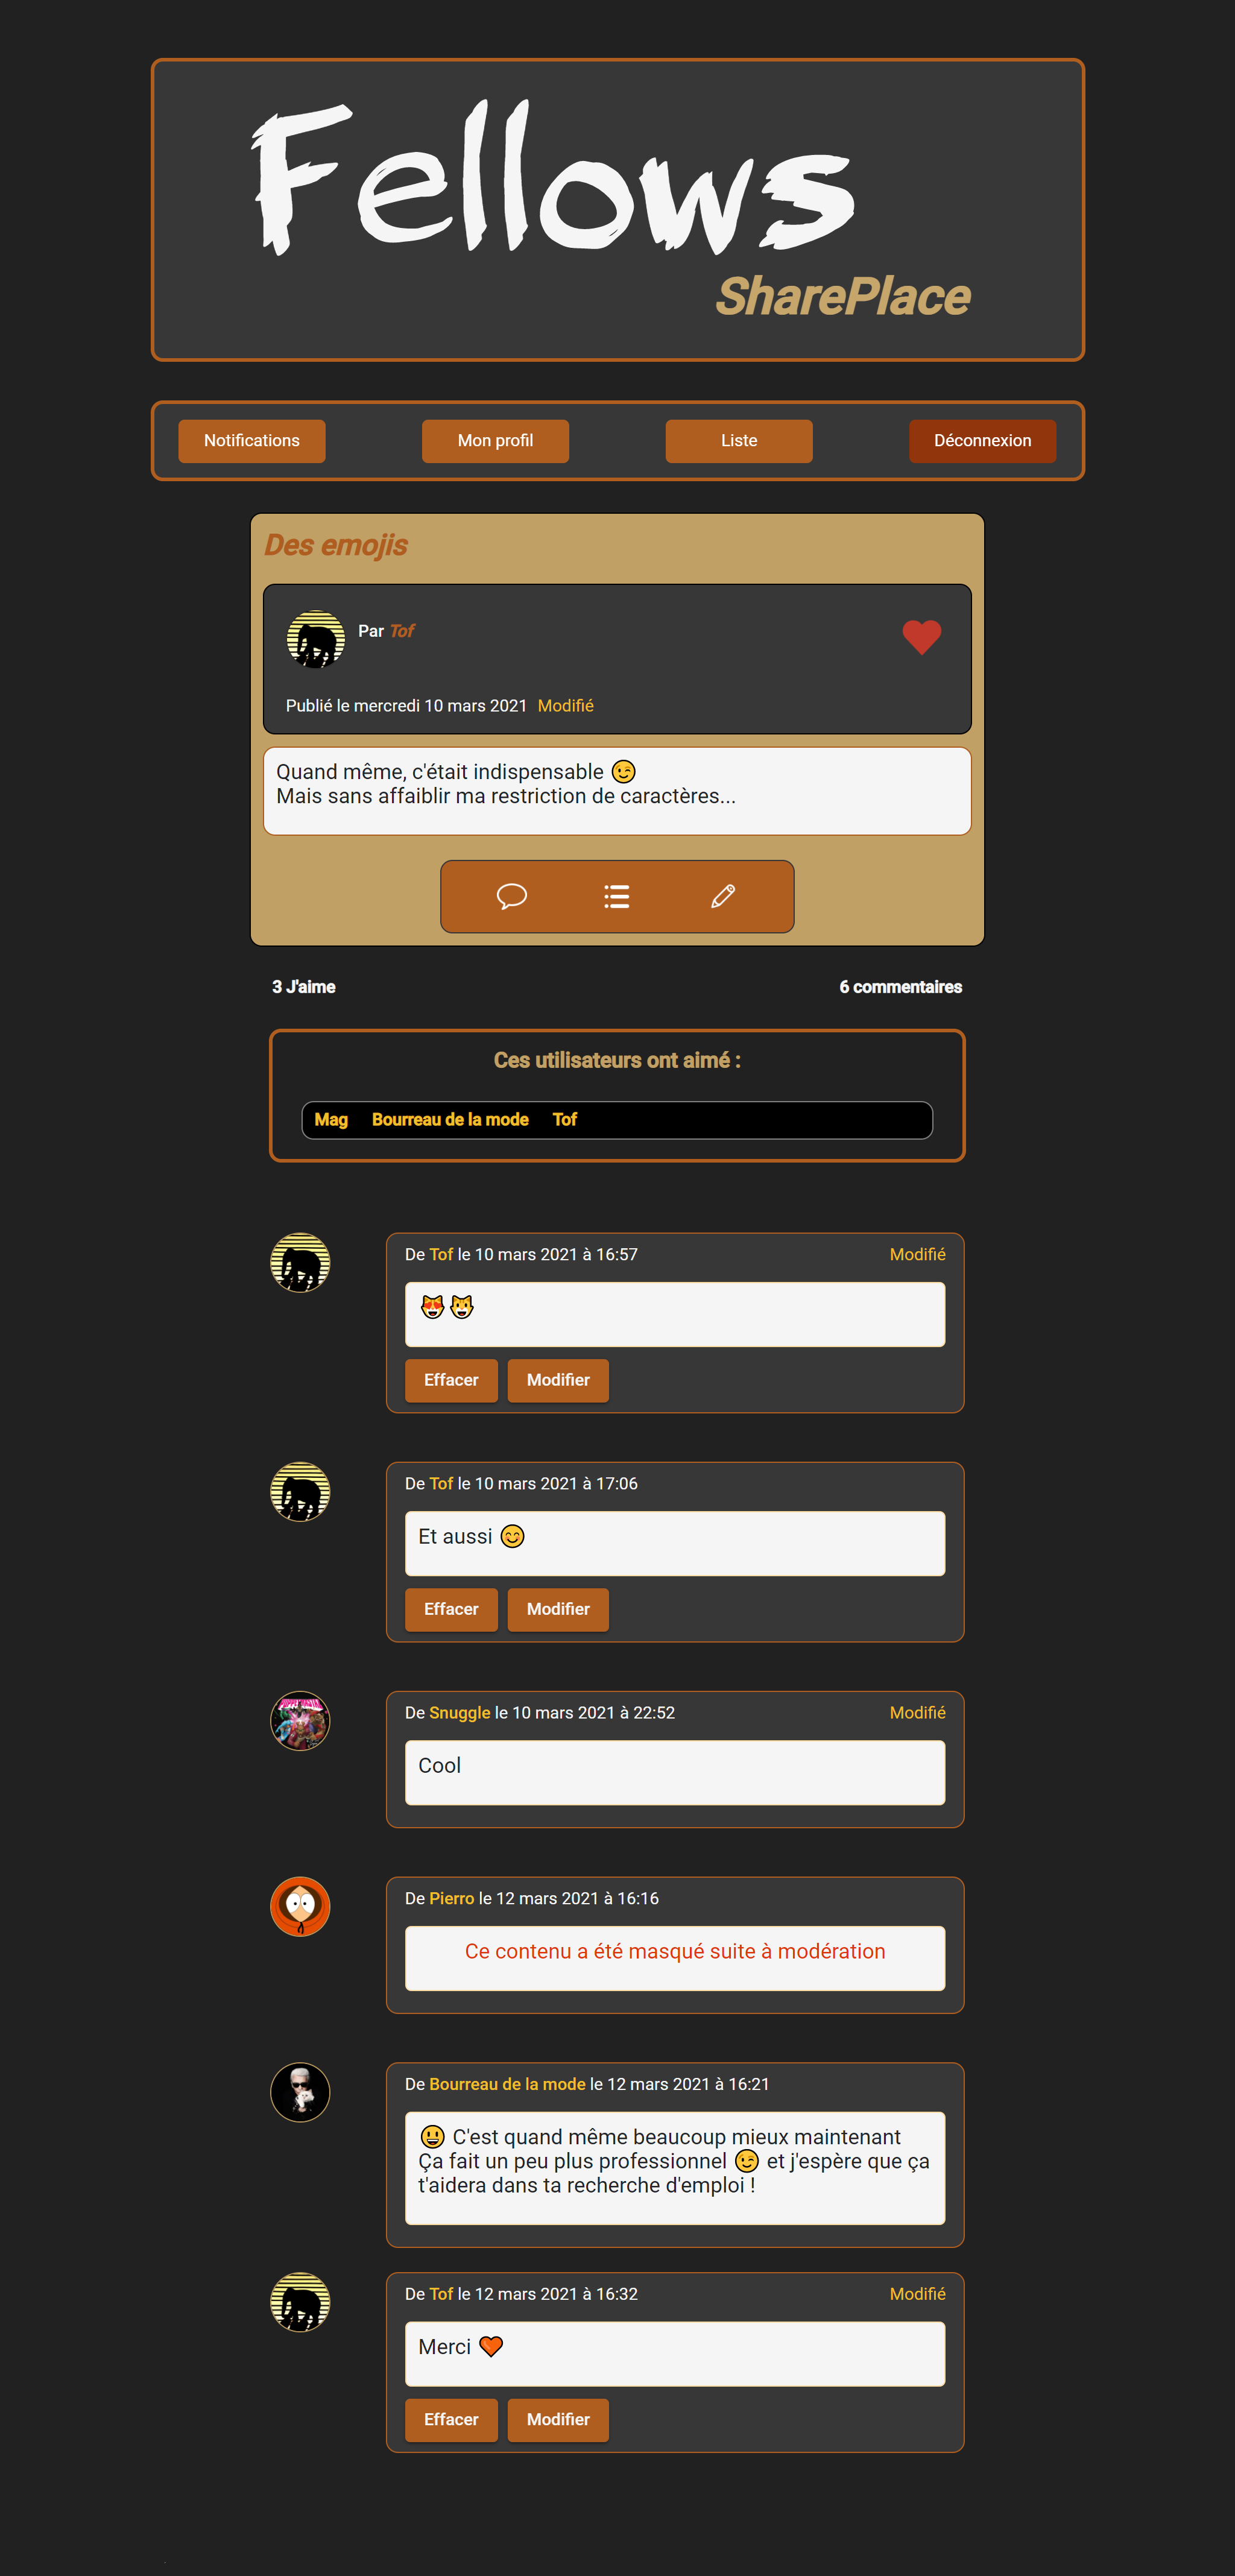 Fellows
SharePlace
Notifications
Mon profil
Liste
Déconnexion
Des emojis
Par Tof
Publié le mercredi 10 mars 2021 Modifié
Quand même, c'était indispensable 😉
Mais sans affaiblir ma restriction de caractères...
3 J'aime
6 commentaires
Ces utilisateurs ont aimé :
Mag Bourreau de la mode Tof
De Tof le 10 mars 2021 à 16:57
Modifié
😻😺
Effacer
Modifier
De Tof le 10 mars 2021 à 17:06
Et aussi 😊
Effacer
Modifier
De Snuggle le 10 mars 2021 à 22:52
Modifié
Cool
De Pierro le 12 mars 2021 à 16:16
Ce contenu a été masqué suite à modération
De Bourreau de la mode le 12 mars 2021 à 16:21
😃 C'est quand même beaucoup mieux maintenant
Ça fait un peu plus professionnel 😉 et j'espère que ça
t'aidera dans ta recherche d'emploi !
De Tof le 12 mars 2021 à 16:32
Modifié
Merci 🧡
Effacer
Modifier